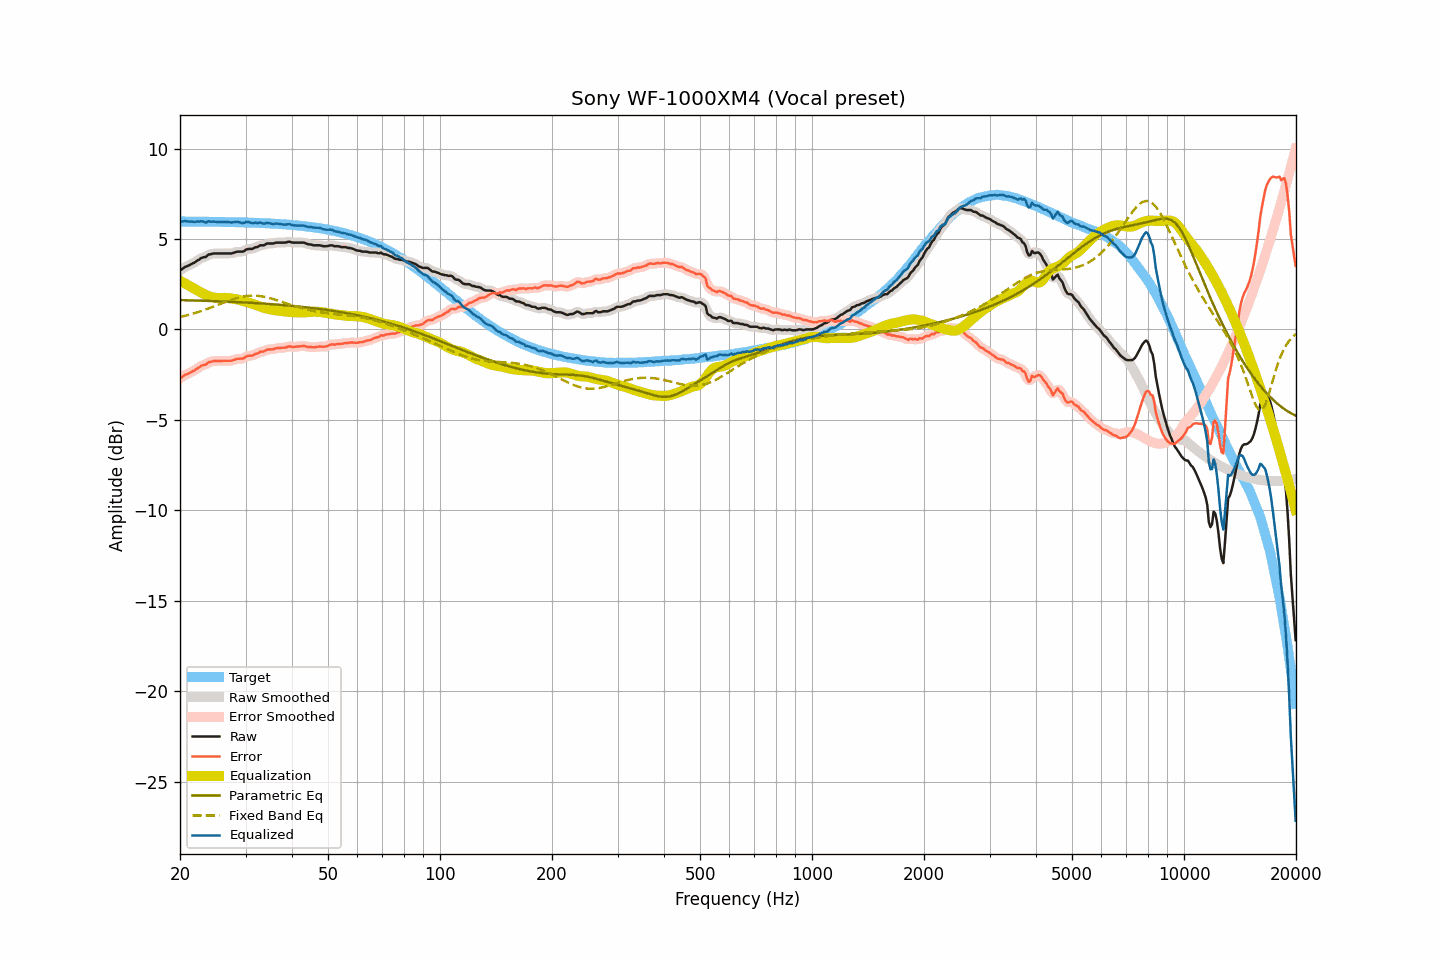 Sony WF-1000XM4 (Vocal preset)
Amplitude (dBr)
10
5
0
−5
−10
−15
−20
−25
Target
Raw Smoothed
Error Smoothed
Raw
Error
Equalization
Parametric Eq
Fixed Band Eq
Equalized
20 50 100 200 500 1000 2000 5000 10000 20000
Frequency (Hz)